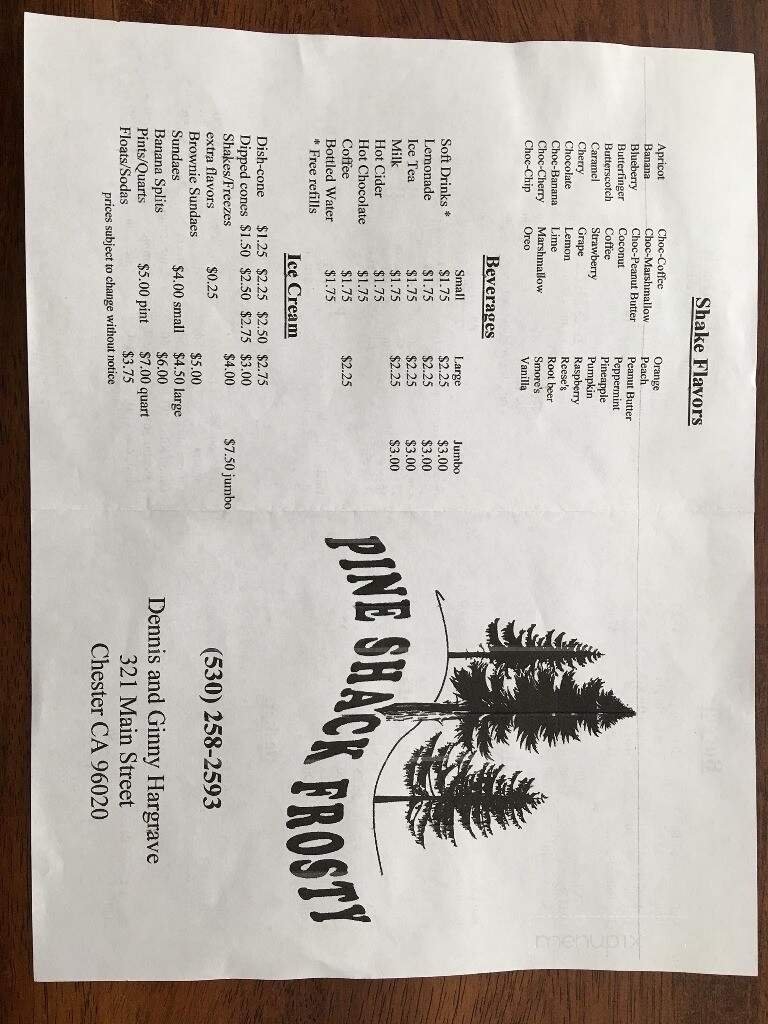 Shake Flavors
Apricot Choc-Coffee Orange
Banana Choc-Marshmallow Peach
Blueberry Choc-Peanut Butter Peanut Butter
Butterfinger Coconut Peppermint
Butterscotch Coffee Pineapple
Caramel Strawberry Pumpkin
Cherry Grape Raspberry
Chocolate Lemon Reese's
Choc-Banana Lime Root beer
Choc-Cherry Marshmallow Smore's
Choc-Chip Oreo Vanilla
Beverages
Small Large Jumbo
Soft Drinks * $1.75 $2.25 $3.00
Lemonade $1.75 $2.25 $3.00
Ice Tea $1.75 $2.25 $3.00
Milk $1.75 $2.25 $3.00
Hot Cider $1.75
Hot Chocolate $1.75
Coffee $1.75 $2.25
Bottled Water $1.75
* Free refills
Ice Cream
Dish-cone $1.25 $2.25 $2.50 $2.75
Dipped cones $1.50 $2.50 $2.75 $3.00
Shakes/Freezes $4.00 $7.50 jumbo
extra flavors $0.25
Brownie Sundaes $5.00
Sundaes $4.00 small $4.50 large
Banana Splits $6.00
Pints/Quarts $5.00 pint $7.00 quart
Floats/Sodas $3.75
prices subject to change without notice
PINE SHACK FROSTY
(530) 258-2593
Dennis and Ginny Hargrave
321 Main Street
Chester CA 96020